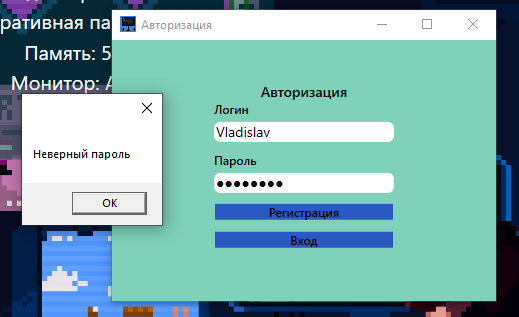 ративная па
Память: 5
Монитор: A
Авторизация
Авторизация
Логин
Vladislav
Пароль
●●●●●●●●
Регистрация
Вход
Неверный пароль
OK